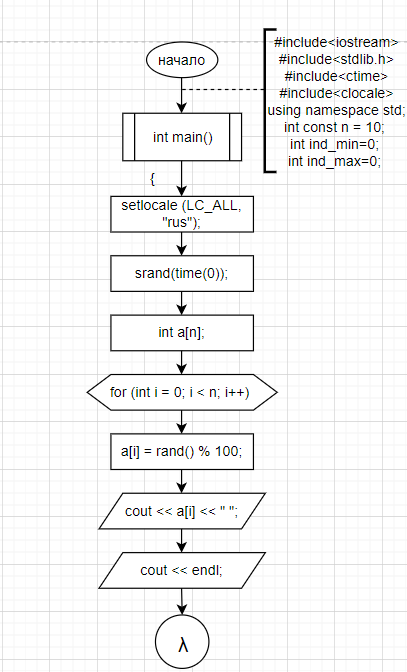 начало
#include<iostream>
#include<stdlib.h>
#include<ctime>
#include<clocale>
using namespace std;
int const n = 10;
int ind_min=0;
int ind_max=0;
int main()
{
setlocale (LC_ALL,
"rus");
srand(time(0));
int a[n];
for (int i = 0; i < n; i++)
a[i] = rand() % 100;
cout << a[i] << " ";
cout << endl;
λ